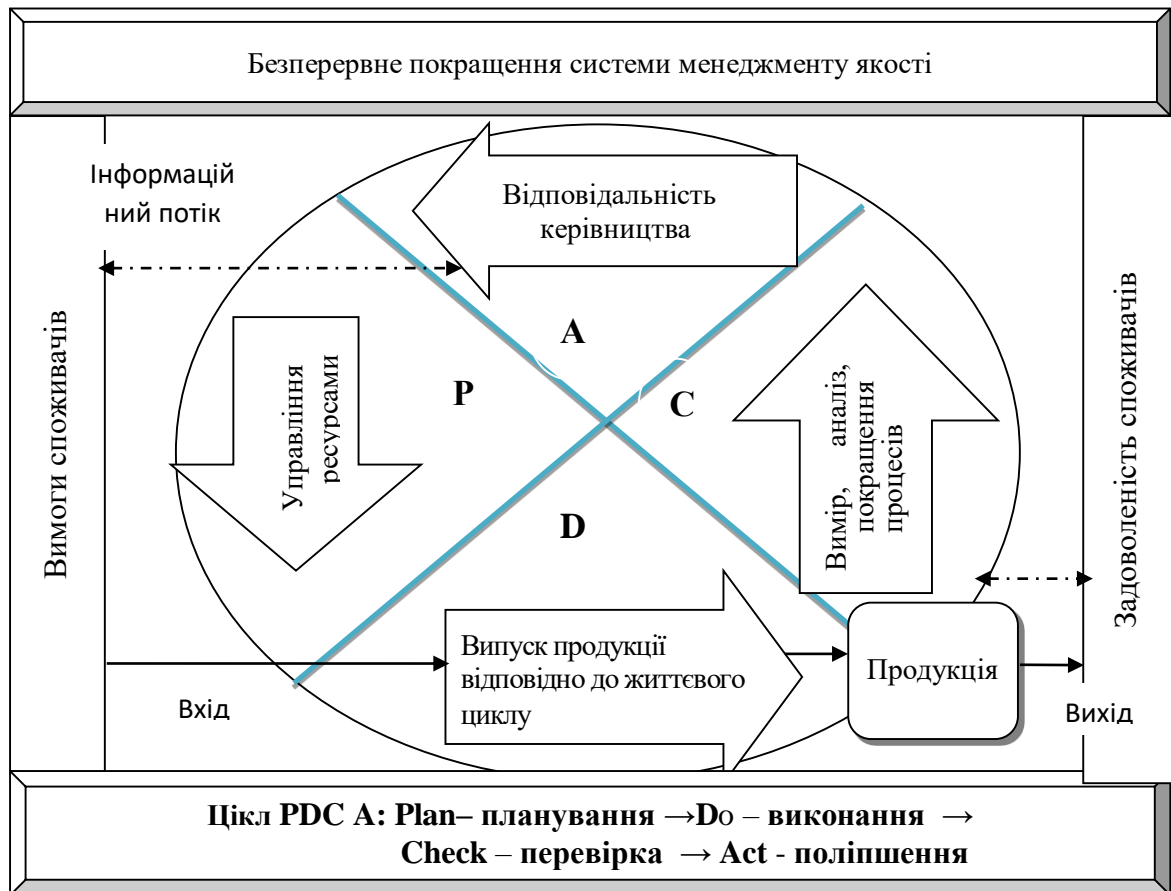 Безперервне покращення системи менеджменту якості
Інформацій
ний потік
Відповідальність
керівництва
Вимоги споживачів
Управління
ресурсами
A
P
C
D
Вимір, аналіз,
покращення
процесів
Задоволеність споживачів
Випуск продукції
відповідно до життєвого
циклу
Продукція
Вхід
Вихід
Цікл PDC A: Plan– планування →Do – виконання →
Check – перевірка → Act - поліпшення